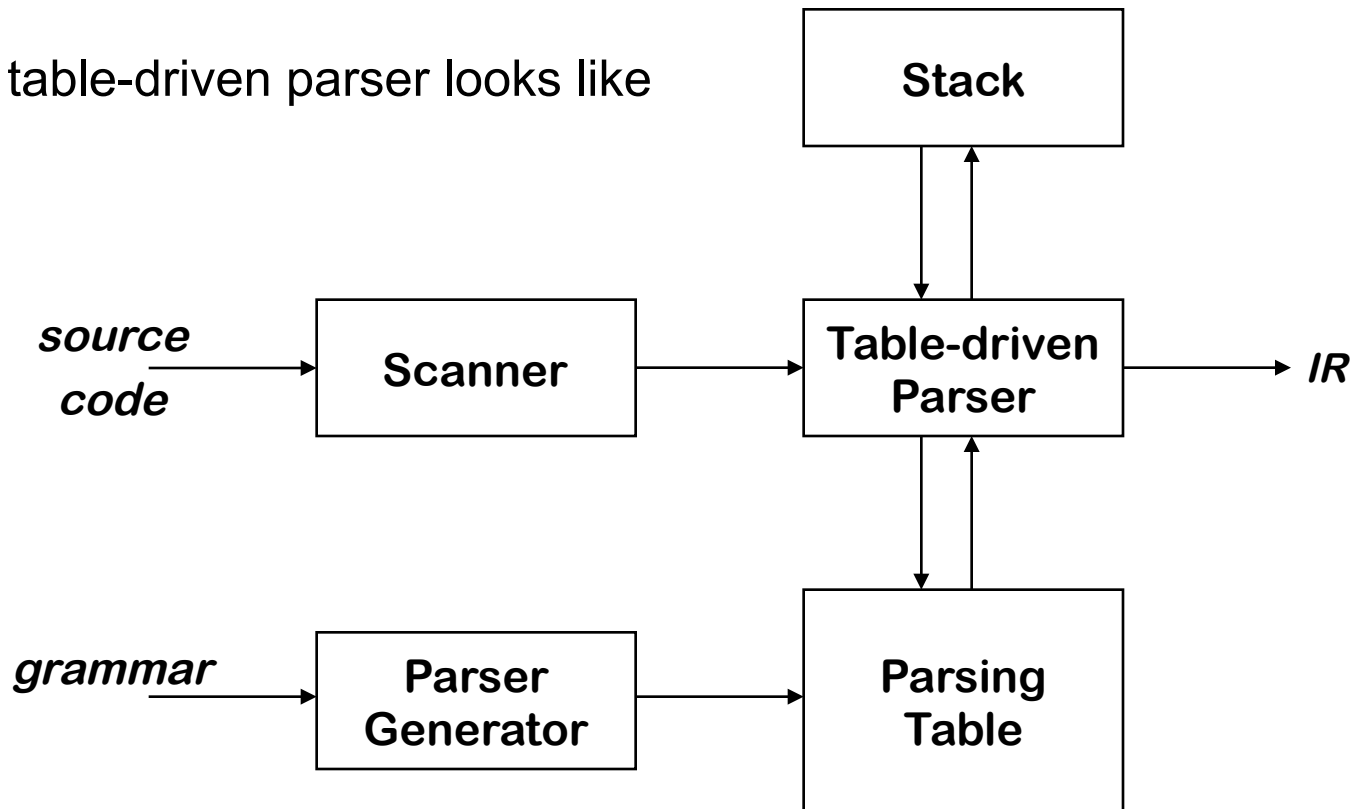 table-driven parser looks like
Stack
source
code
Scanner
Table-driven
Parser
IR
grammar
Parser
Generator
Parsing
Table